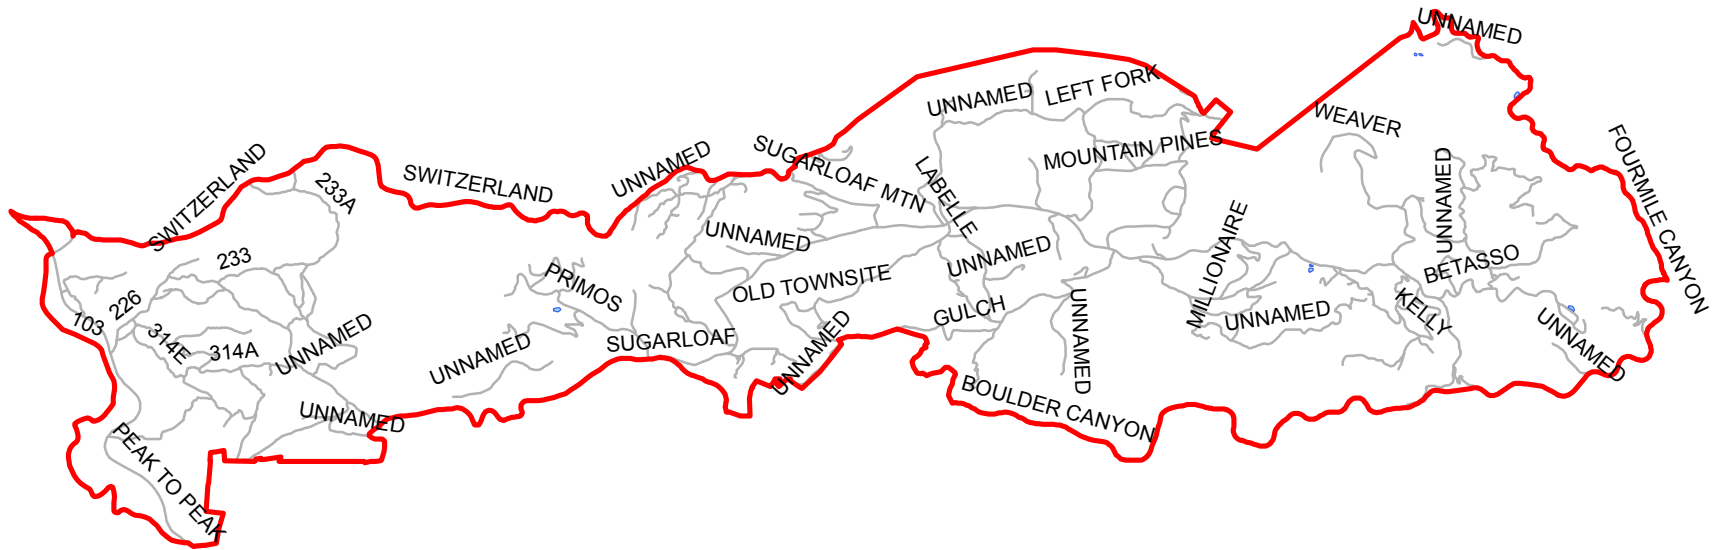 UNNAMED
LEFT FORK
UNNAMED
WEAVER
SWITZERLAND
233A
SWITZERLAND
UNNAMED
SUGARLOAF MTN
LABELLE
MOUNTAIN PINES
UNNAMED
FOURMILE CANYON
233
UNNAMED
UNNAMED
MILLIONAIRE
BETASSO
226
PRIMOS
OLD TOWNSITE
103
314E
314A
UNNAMED
UNNAMED
SUGARLOAF
UNNAMED
GULCH
UNNAMED
UNNAMED
KELLY
UNNAMED
UNNAMED
BOULDER CANYON
PEAK TO PEAK